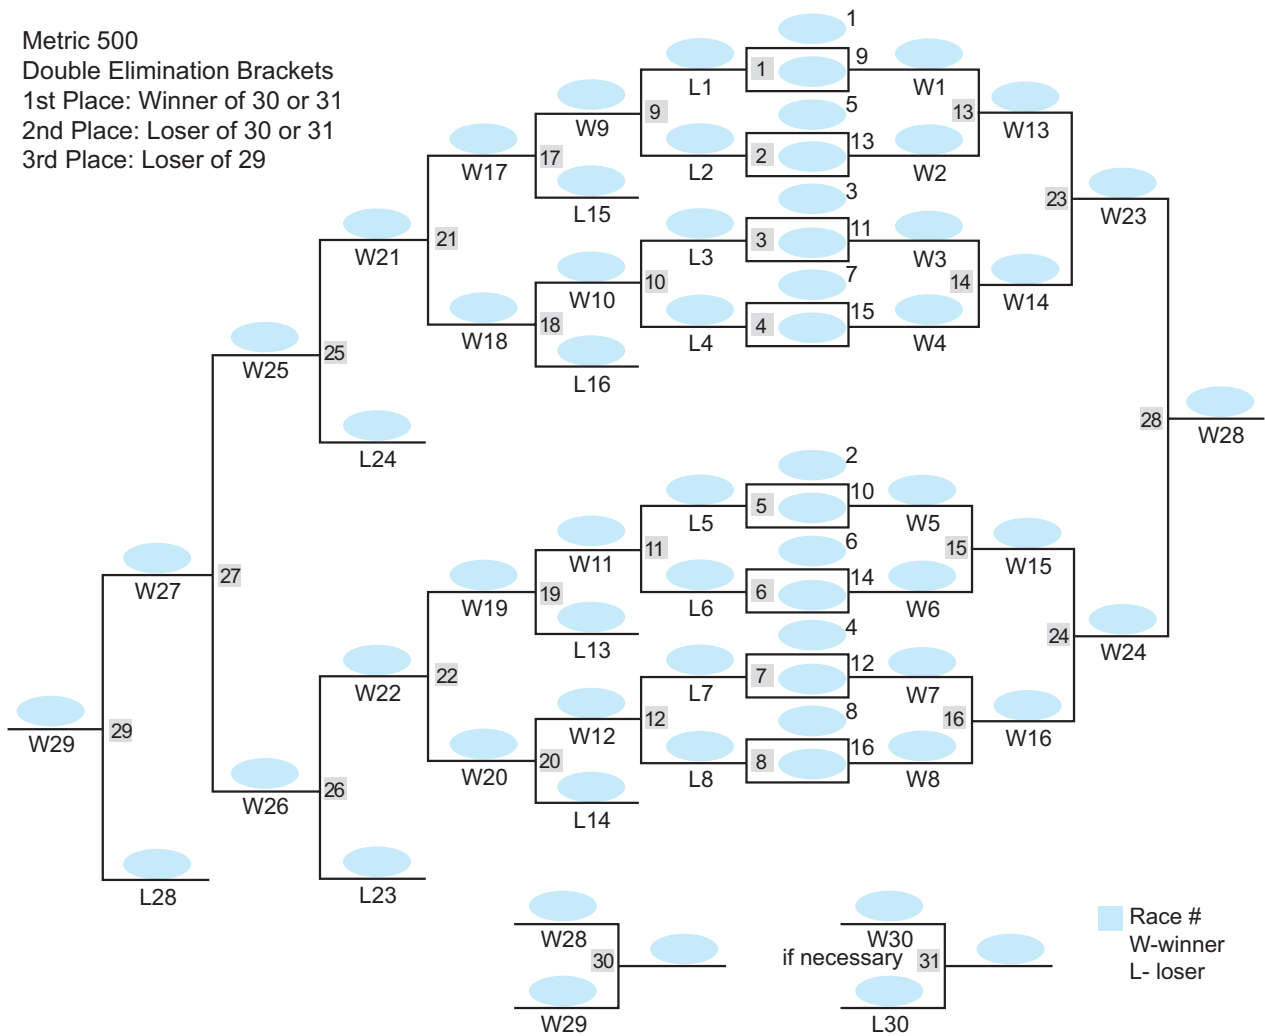 Metric 500
Double Elimination Brackets
1st Place: Winner of 30 or 31
2nd Place: Loser of 30 or 31
3rd Place: Loser of 29
1
L1
1
9
W1
9
5
13
W13
W9
L2
2
13
W2
W17
17
L15
3
23
W23
L3
3
11
W3
W21
21
W10
10
7
14
W14
W18
18
L4
4
15
W4
L16
W25
25
L24
28
W28
2
L5
5
10
W5
W11
11
6
15
W15
W19
19
L6
6
14
W6
W27
27
L13
4
24
W24
L7
7
12
W7
W22
22
W12
12
8
16
W16
W20
20
L8
8
16
W8
L14
W29
29
W26
26
L28
L23
W28
30
W29
W30
if necessary 31
L30
Race #
W-winner
L- loser